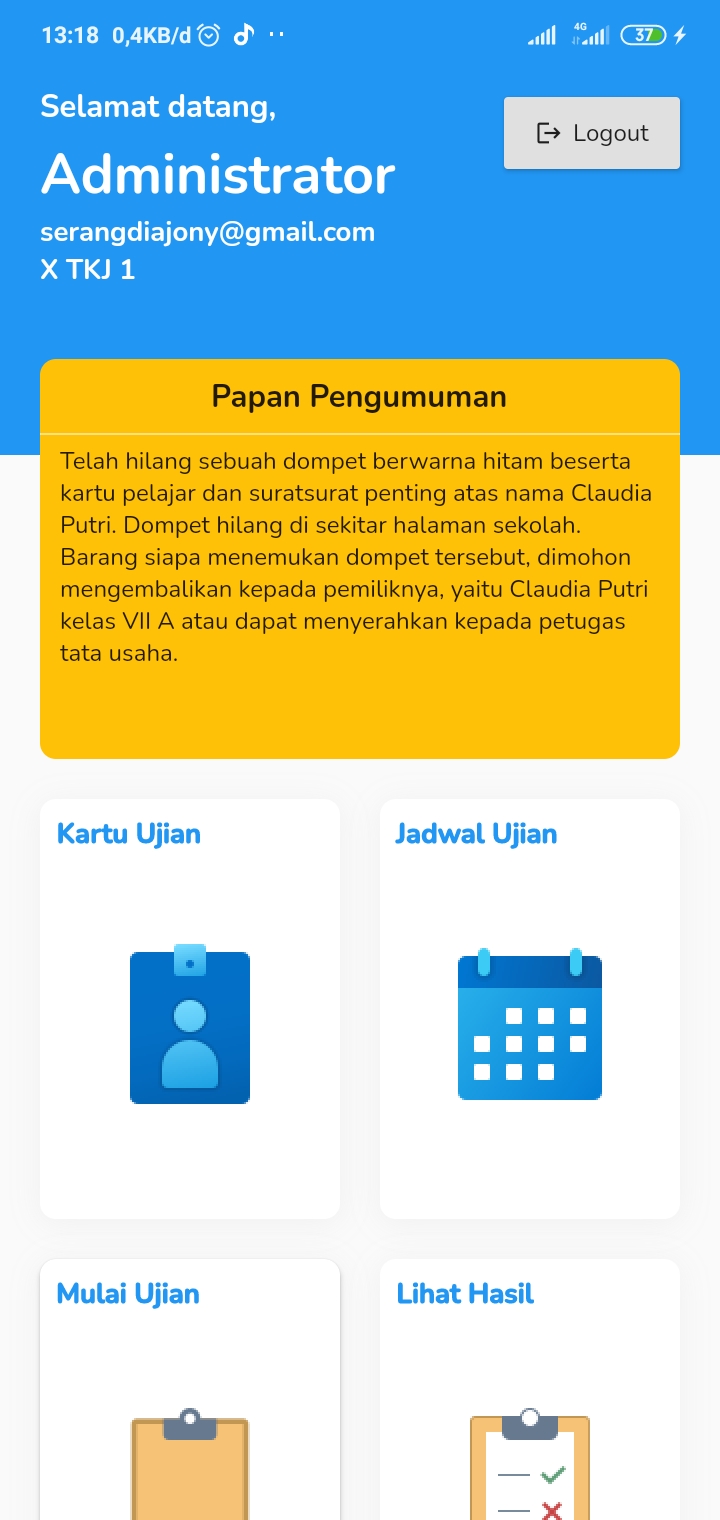 13:18 0,4KB/d
4G
37
Selamat datang,
Logout
Administrator
serangdiajony@gmail.com
X TKJ 1
Papan Pengumuman
Telah hilang sebuah dompet berwarna hitam beserta
kartu pelajar dan suratsurat penting atas nama Claudia
Putri. Dompet hilang di sekitar halaman sekolah.
Barang siapa menemukan dompet tersebut, dimohon
mengembalikan kepada pemiliknya, yaitu Claudia Putri
kelas VII A atau dapat menyerahkan kepada petugas
tata usaha.
Kartu Ujian
Jadwal Ujian
Mulai Ujian
Lihat Hasil